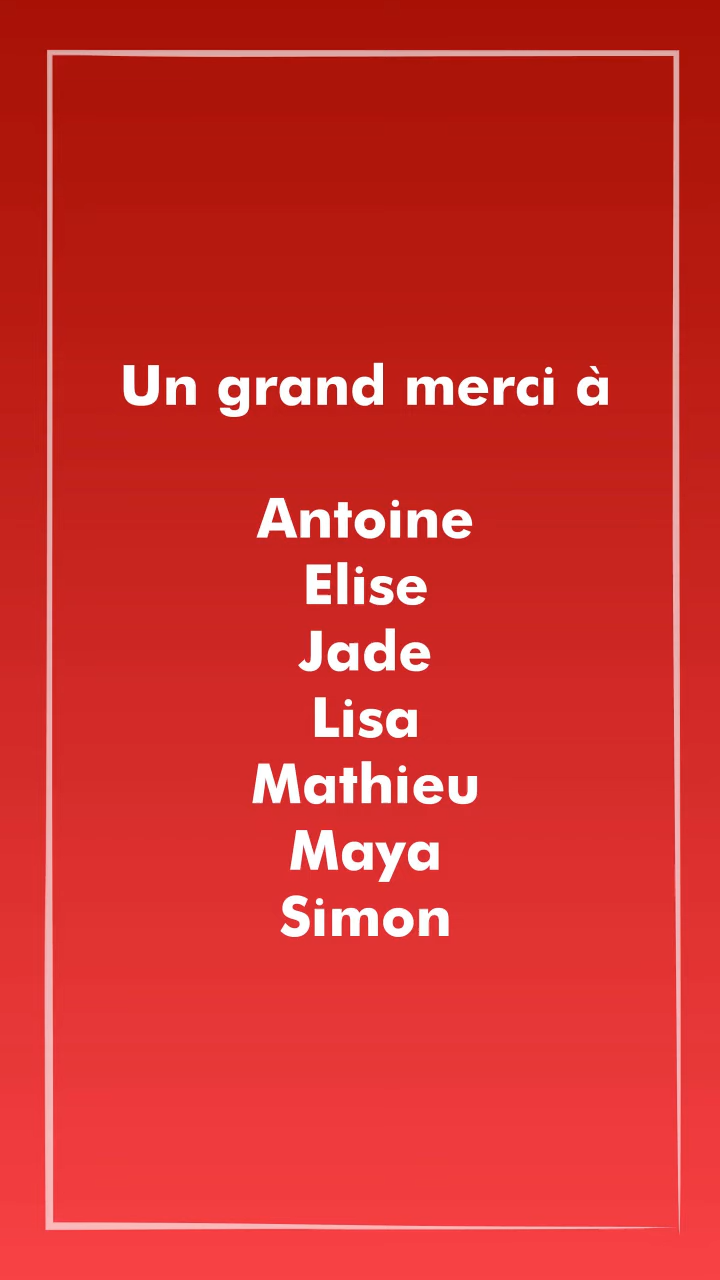 Un grand merci à
Antoine
Elise
Jade
Lisa
Mathieu
Maya
Simon